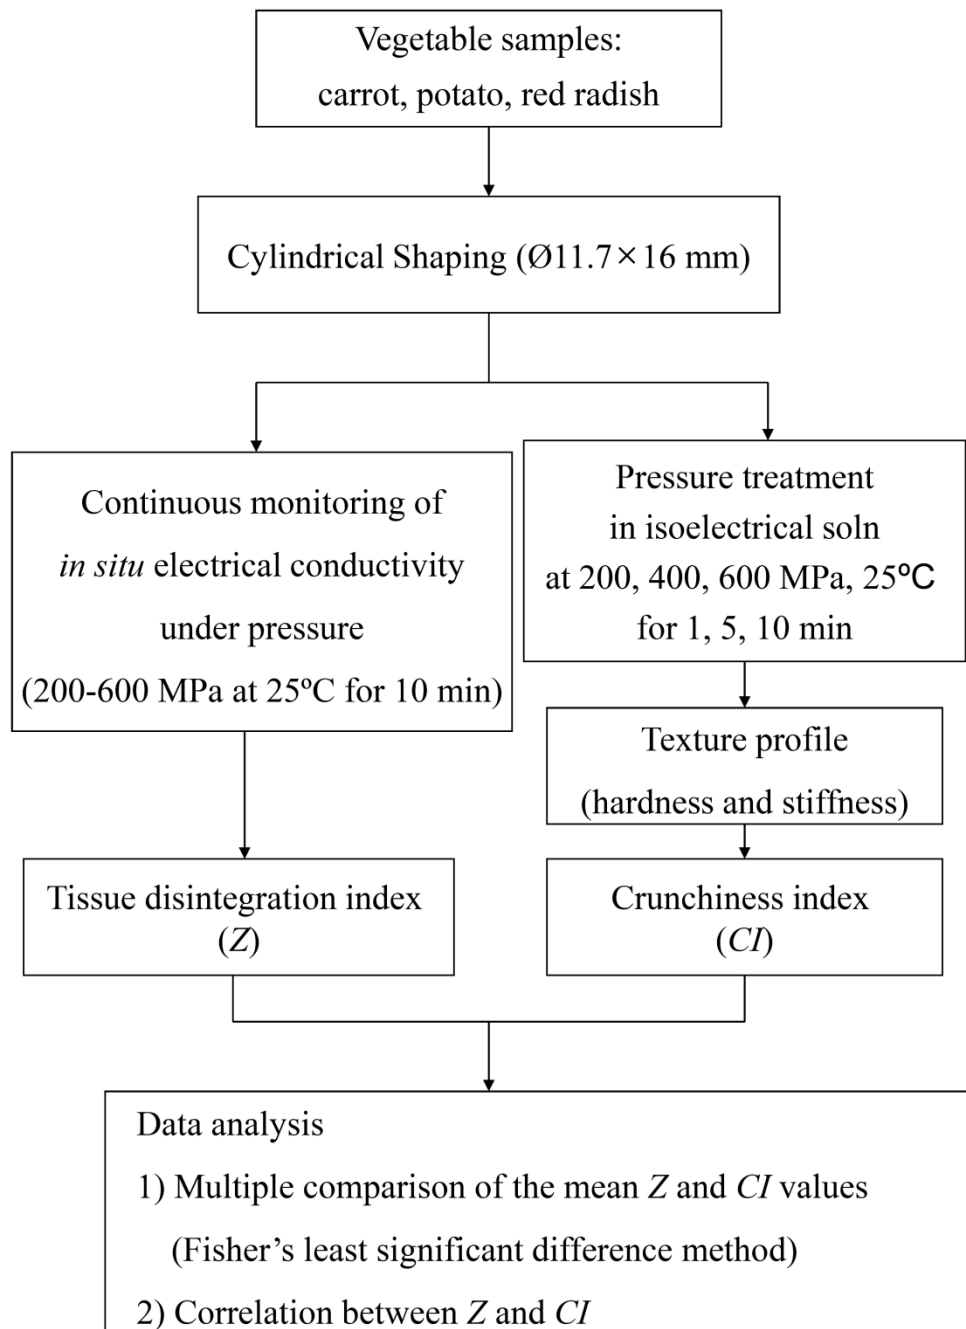 Vegetable samples:
carrot, potato, red radish
Cylindrical Shaping (Ø11.7×16 mm)
Continuous monitoring of
in situ electrical conductivity
under pressure
(200-600 MPa at 25ºC for 10 min)
Pressure treatment
in isoelectrical soln
at 200, 400, 600 MPa, 25ºC
for 1, 5, 10 min
Texture profile
(hardness and stiffness)
Tissue disintegration index
(Z)
Crunchiness index
(CI)
Data analysis
1) Multiple comparison of the mean Z and CI values
(Fisher’s least significant difference method)
2) Correlation between Z and CI